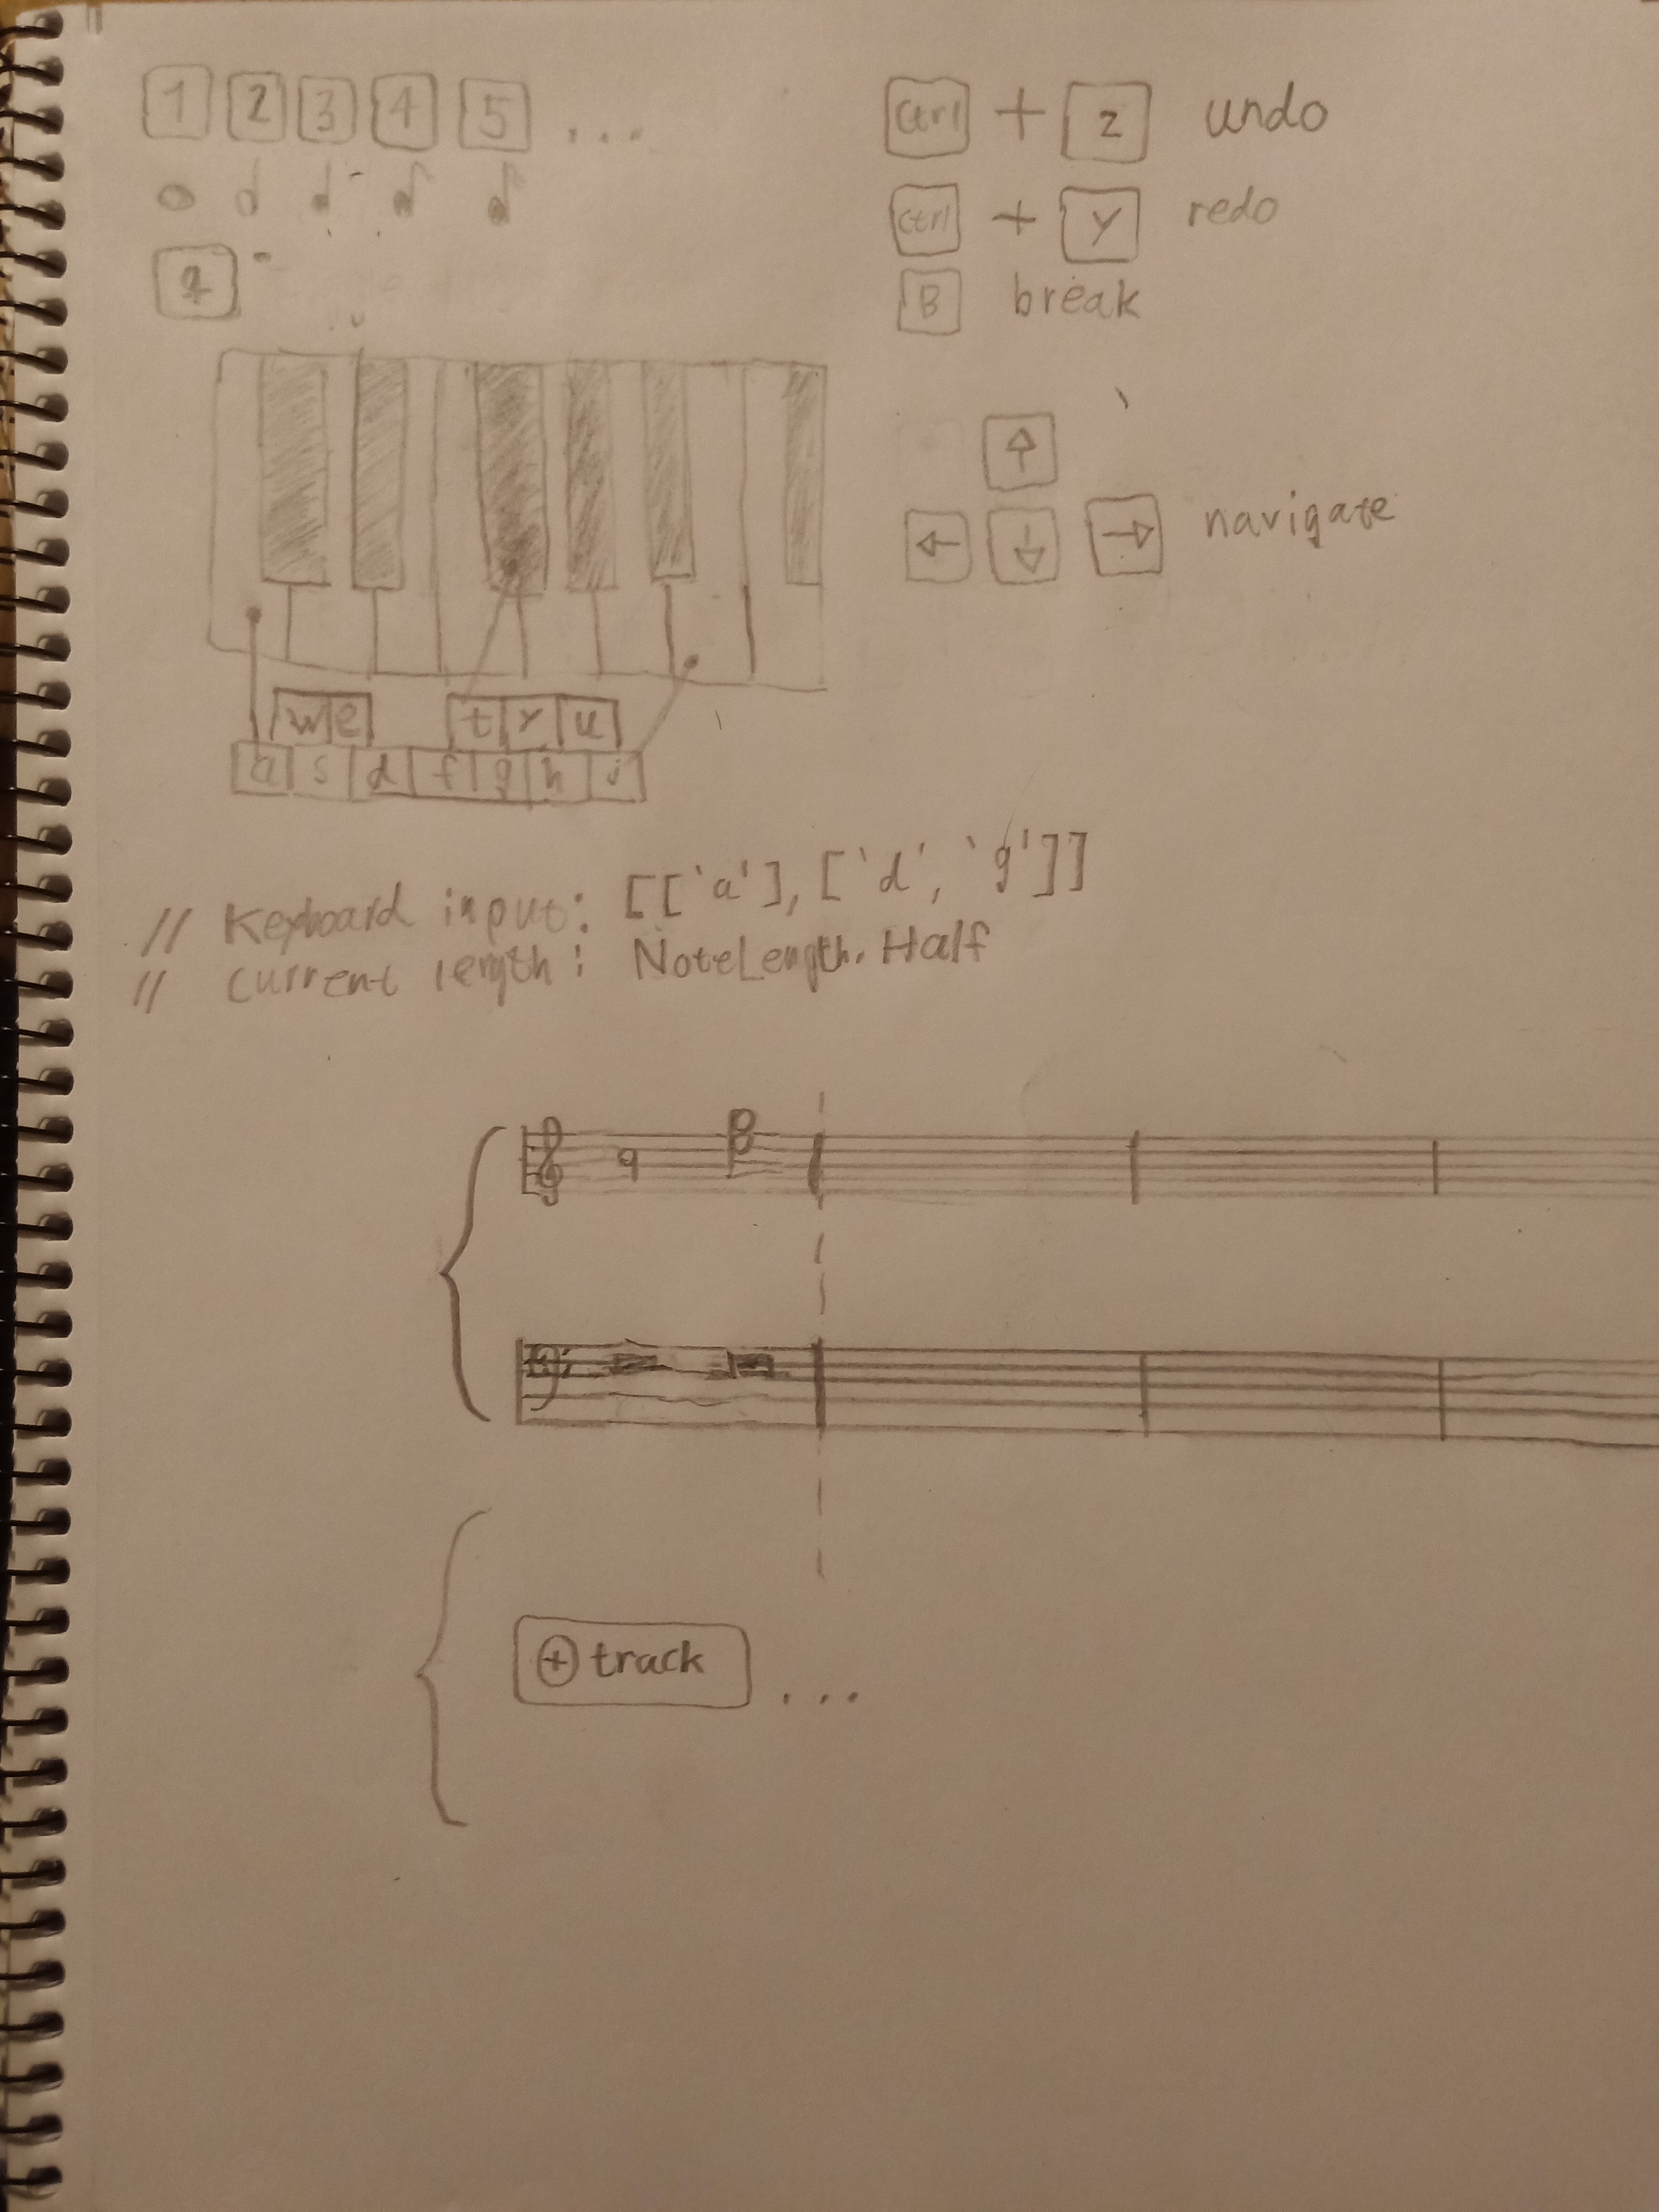 1 2 3 4 5 ...
q
Ctrl + Z undo
Ctrl + Y redo
B break
navigate
w e t y u
a s d f g h j
// Keyboard input: [[`a'], [`d', `g']]
// Current length: NoteLength.Half
+ track ...